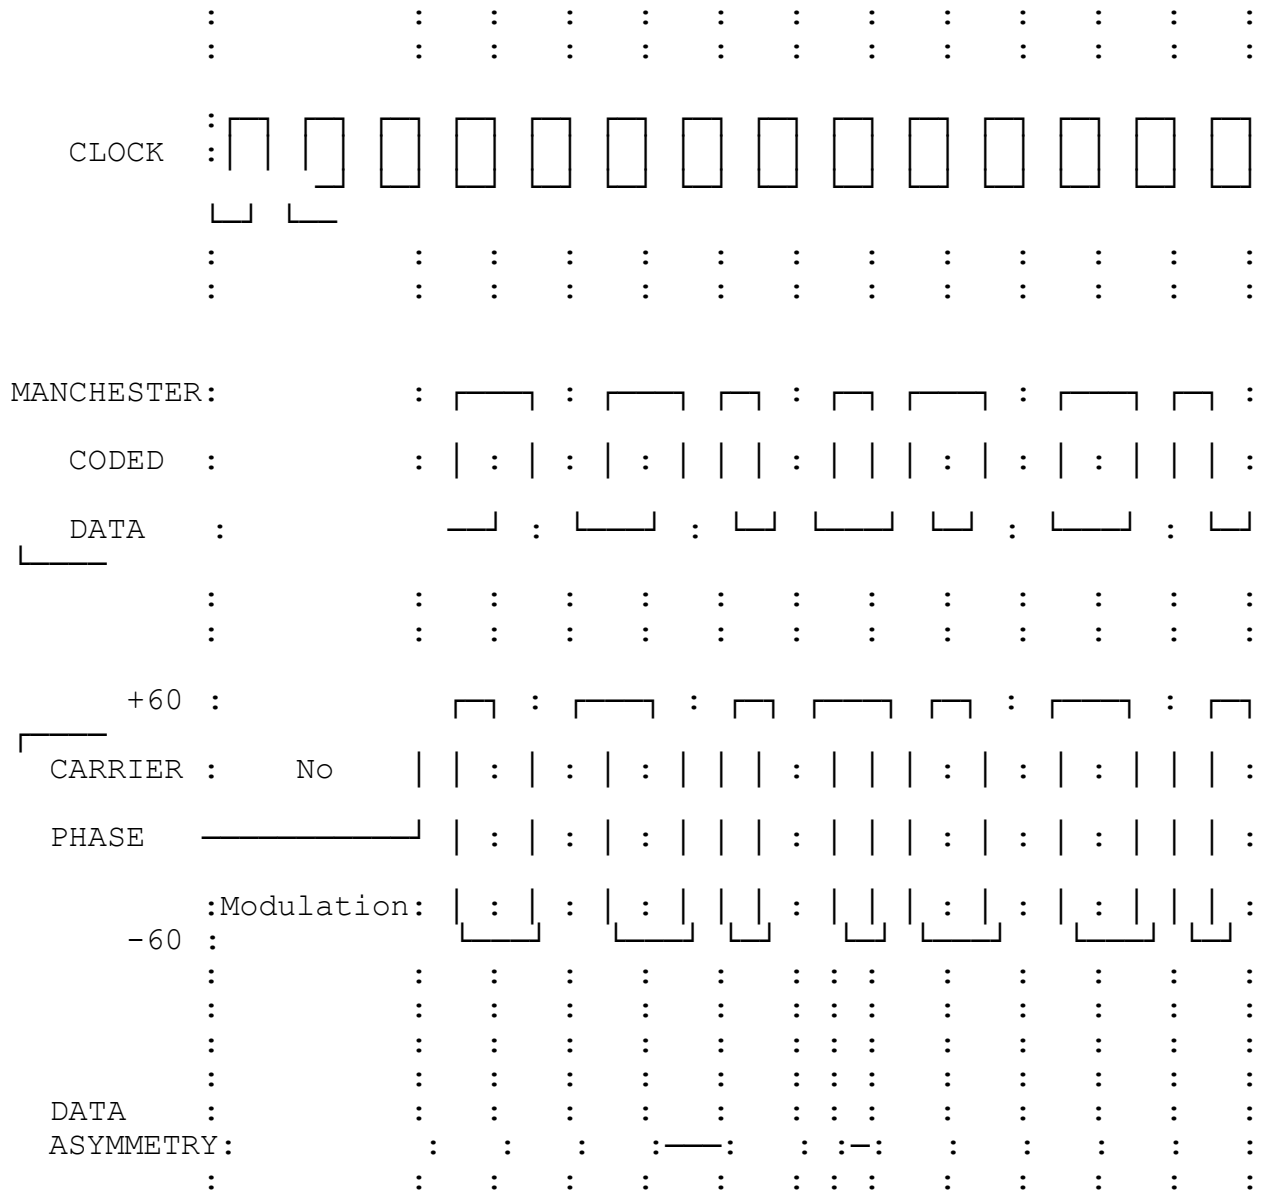 CLOCK
MANCHESTER:
CODED :
DATA :
+60 :
CARRIER : No
PHASE
:Modulation:
-60 :
DATA :
ASYMMETRY: